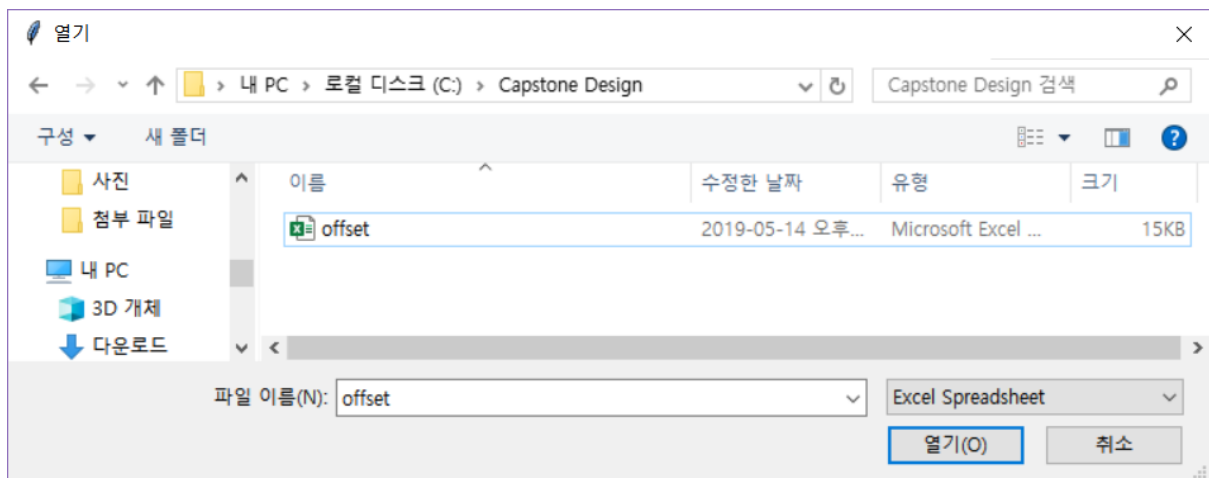 열기
내 PC > 로컬 디스크 (C:) > Capstone Design
Capstone Design 검색
구성
새 폴더
사진
첨부 파일
내 PC
3D 개체
다운로드
이름 수정한 날짜 유형 크기
offset 2019-05-14 오후... Microsoft Excel ... 15KB
파일 이름(N): offset
Excel Spreadsheet
열기(O) 취소